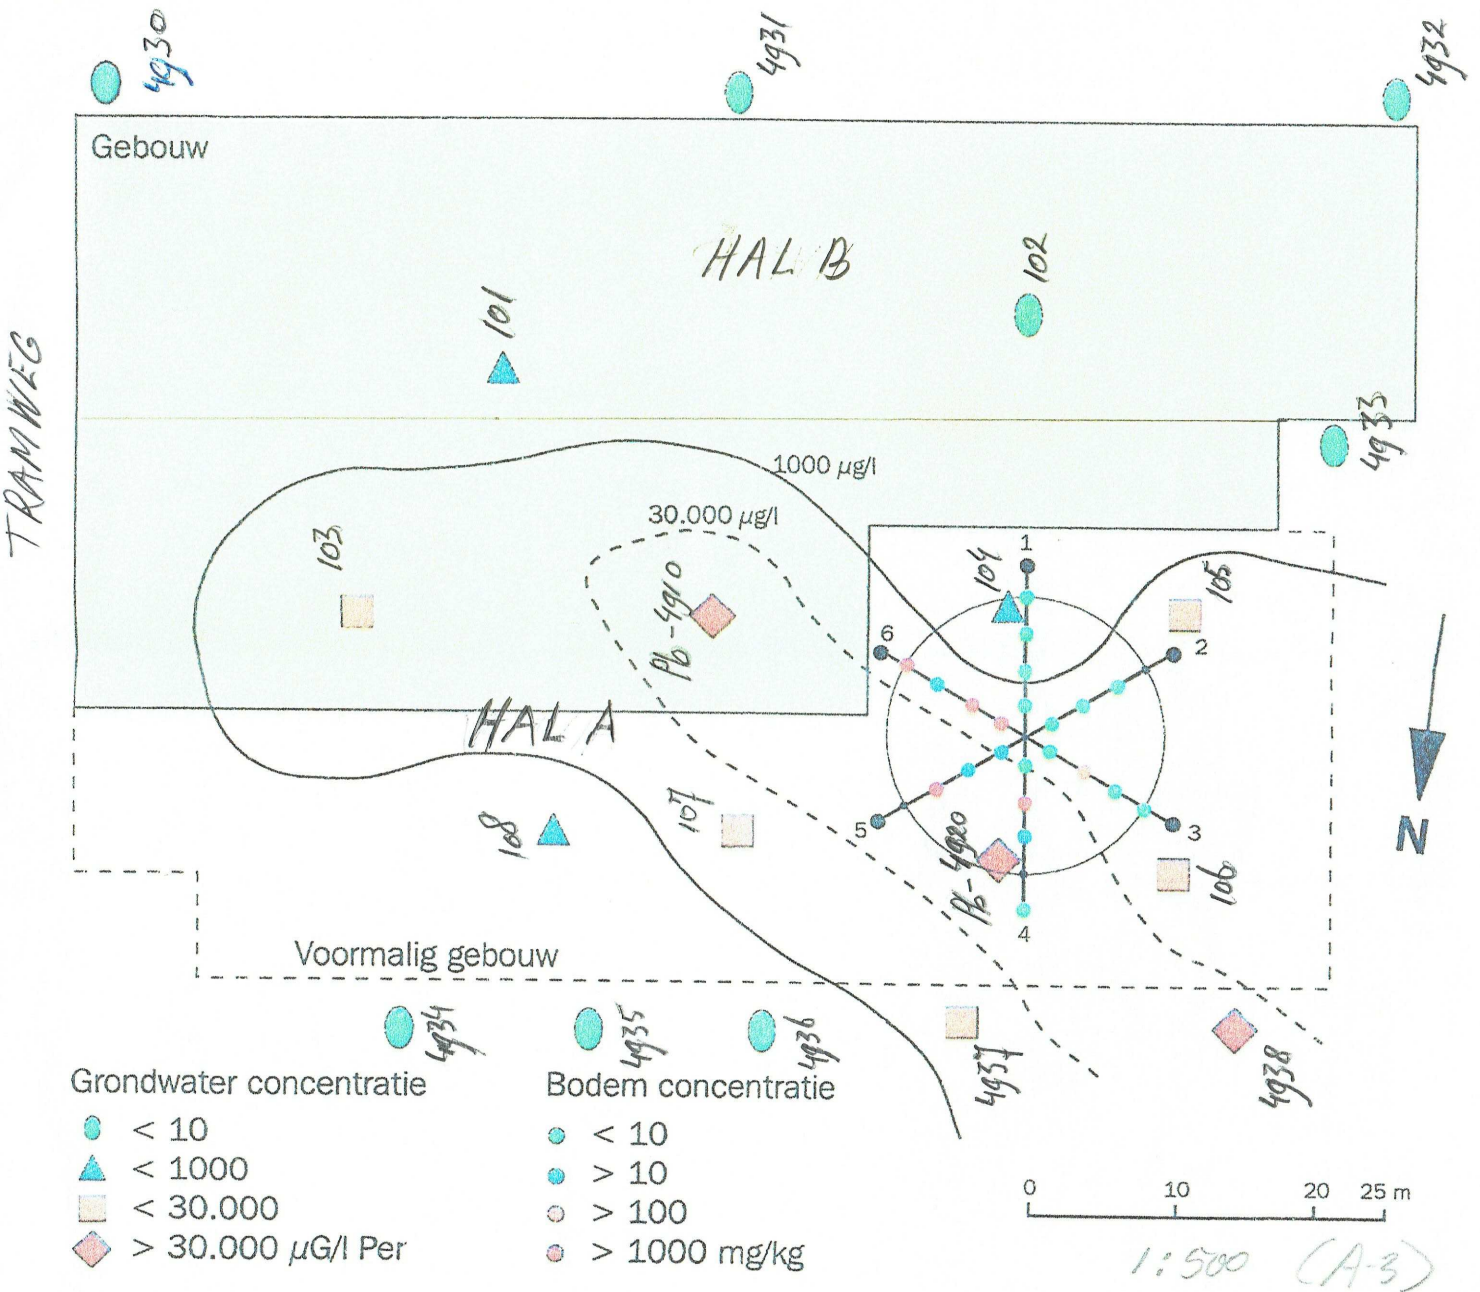 4930
4931
4932
Gebouw
HAL B
102
101
TRAMWEG
4933
1000 µg/l
30.000 µg/l
103
Pb-4910
104
1
105
6
2
HAL A
108
107
5
3
N
Pb-4920
106
4
Voormalig gebouw
4934
4935
4936
4937
4938
Grondwater concentratie
< 10
< 1000
< 30.000
> 30.000 µG/l Per
Bodem concentratie
< 10
> 10
> 100
> 1000 mg/kg
0 10 20 25 m
1:500 (A-3)